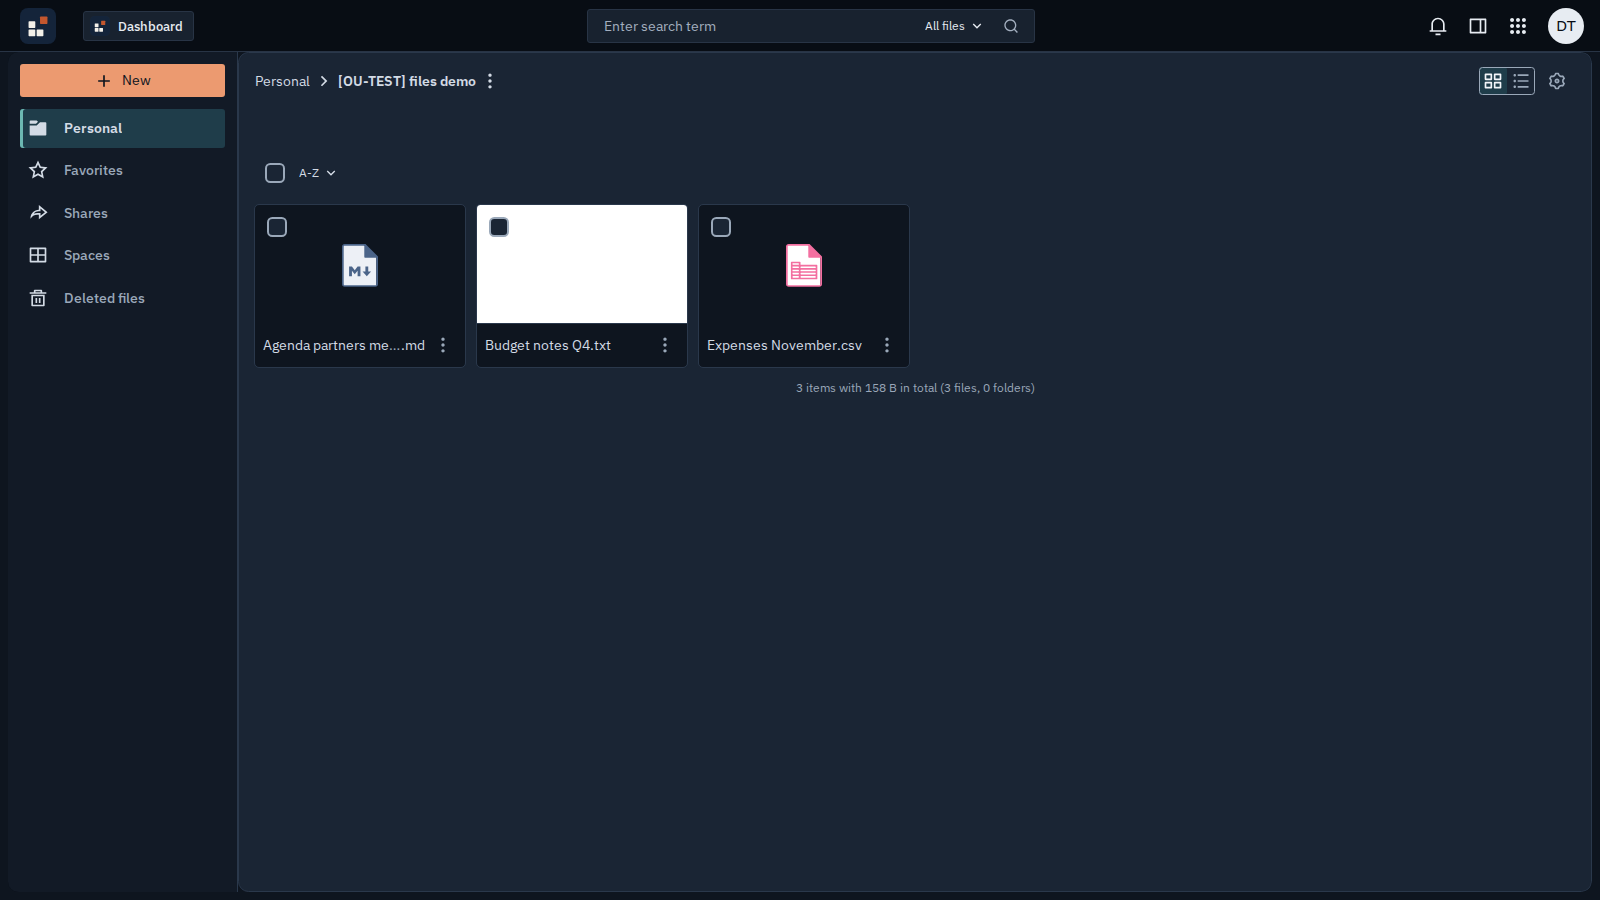 Dashboard
Enter search term
All files
DT
New
Personal
Favorites
Shares
Spaces
Deleted files
Personal
[OU-TEST] files demo
A-Z
M
Agenda partners me....md
Budget notes Q4.txt
Expenses November.csv
3 items with 158 B in total (3 files, 0 folders)